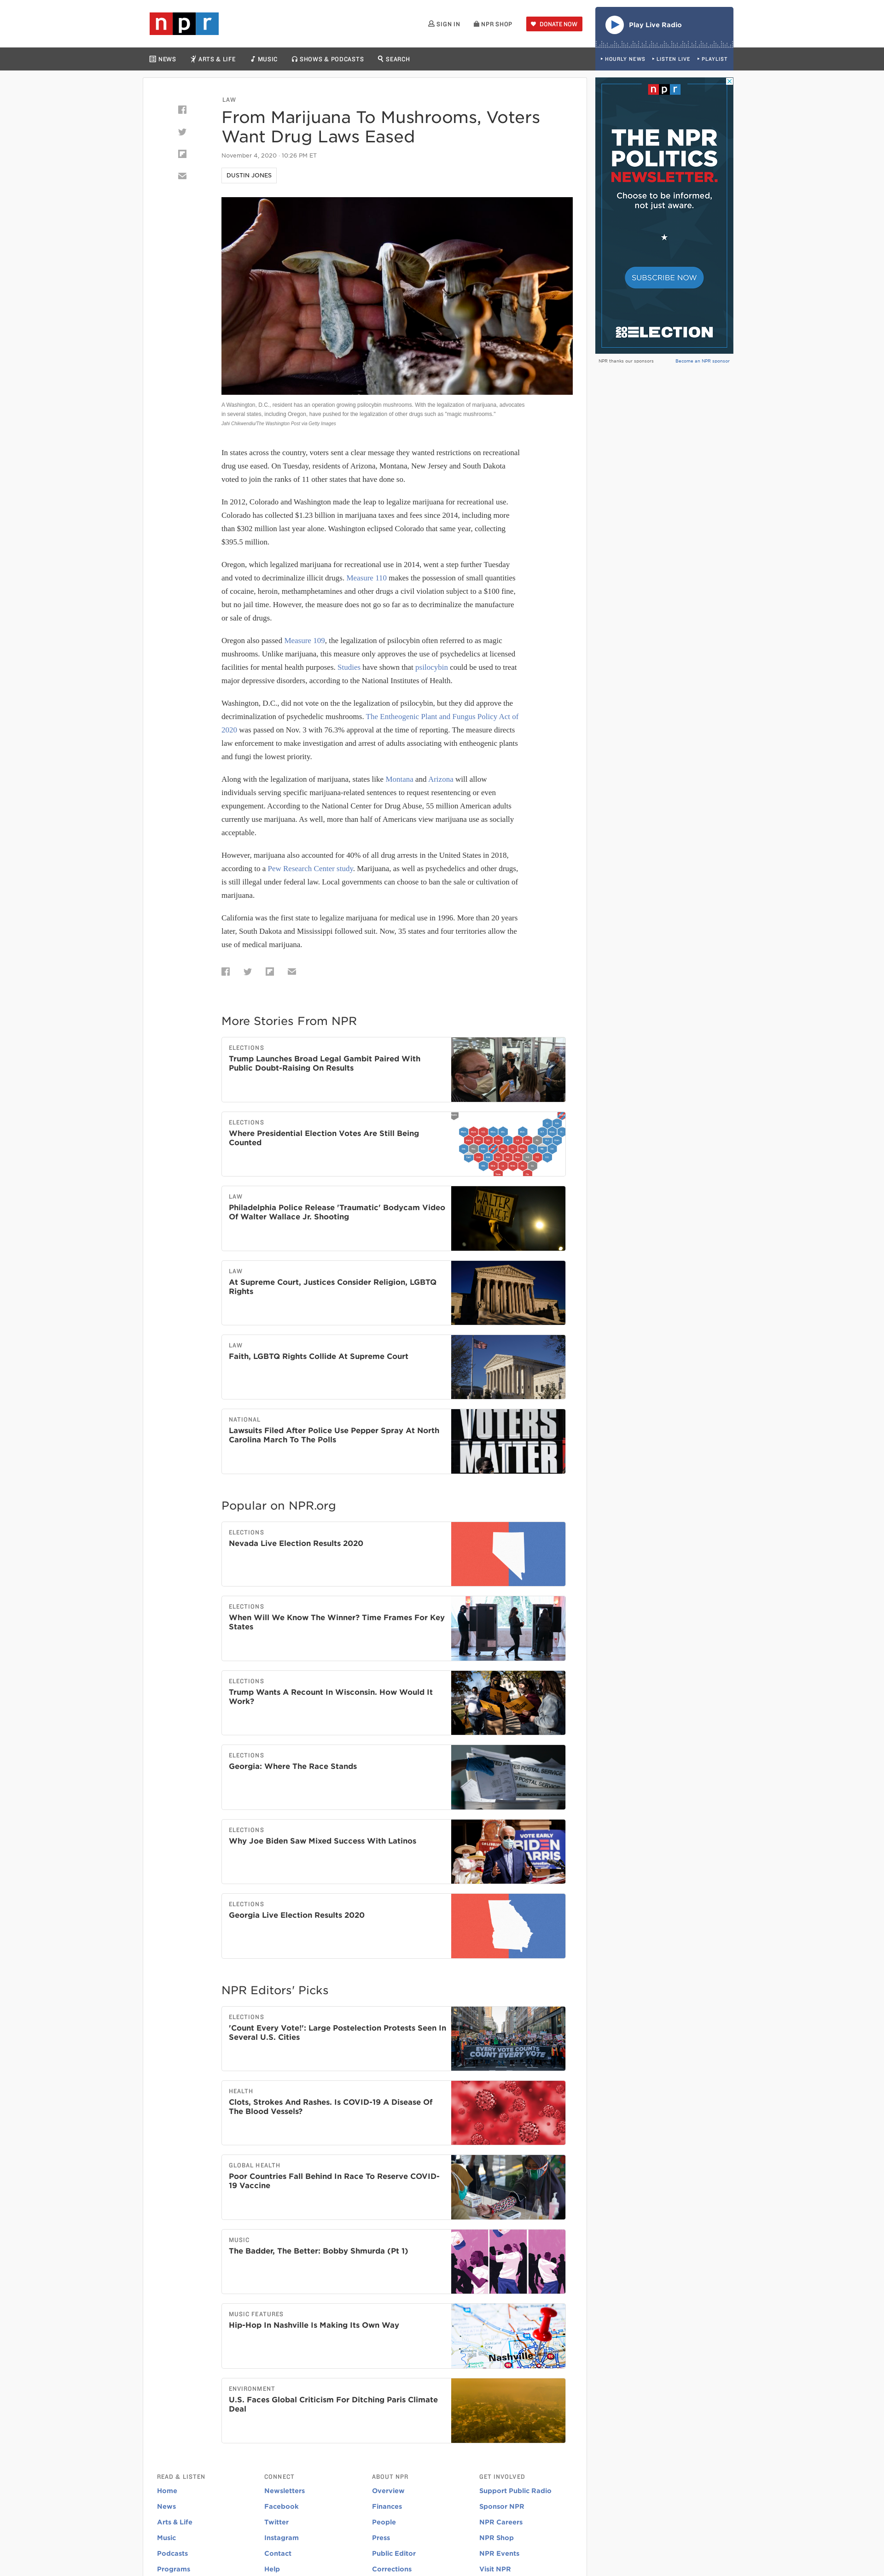 npr
SIGN IN
NPR SHOP
DONATE NOW
Play Live Radio
HOURLY NEWS
LISTEN LIVE
PLAYLIST
NEWS
ARTS & LIFE
MUSIC
SHOWS & PODCASTS
SEARCH
LAW
From Marijuana To Mushrooms, Voters
Want Drug Laws Eased
November 4, 2020 · 10:26 PM ET
DUSTIN JONES
npr
THE NPR
POLITICS
NEWSLETTER.
Choose to be informed,
not just aware.
SUBSCRIBE NOW
2020 ELECTION
NPR thanks our sponsors
Become an NPR sponsor
A Washington, D.C., resident has an operation growing psilocybin mushrooms. With the legalization of marijuana, advocates
in several states, including Oregon, have pushed for the legalization of other drugs such as "magic mushrooms."
Jahi Chikwendiu/The Washington Post via Getty Images
In states across the country, voters sent a clear message they wanted restrictions on recreational
drug use eased. On Tuesday, residents of Arizona, Montana, New Jersey and South Dakota
voted to join the ranks of 11 other states that have done so.
In 2012, Colorado and Washington made the leap to legalize marijuana for recreational use.
Colorado has collected $1.23 billion in marijuana taxes and fees since 2014, including more
than $302 million last year alone. Washington eclipsed Colorado that same year, collecting
$395.5 million.
Oregon, which legalized marijuana for recreational use in 2014, went a step further Tuesday
and voted to decriminalize illicit drugs. Measure 110 makes the possession of small quantities
of cocaine, heroin, methamphetamines and other drugs a civil violation subject to a $100 fine,
but no jail time. However, the measure does not go so far as to decriminalize the manufacture
or sale of drugs.
Oregon also passed Measure 109, the legalization of psilocybin often referred to as magic
mushrooms. Unlike marijuana, this measure only approves the use of psychedelics at licensed
facilities for mental health purposes. Studies have shown that psilocybin could be used to treat
major depressive disorders, according to the National Institutes of Health.
Washington, D.C., did not vote on the the legalization of psilocybin, but they did approve the
decriminalization of psychedelic mushrooms. The Entheogenic Plant and Fungus Policy Act of
2020 was passed on Nov. 3 with 76.3% approval at the time of reporting. The measure directs
law enforcement to make investigation and arrest of adults associating with entheogenic plants
and fungi the lowest priority.
Along with the legalization of marijuana, states like Montana and Arizona will allow
individuals serving specific marijuana-related sentences to request resentencing or even
expungement. According to the National Center for Drug Abuse, 55 million American adults
currently use marijuana. As well, more than half of Americans view marijuana use as socially
acceptable.
However, marijuana also accounted for 40% of all drug arrests in the United States in 2018,
according to a Pew Research Center study. Marijuana, as well as psychedelics and other drugs,
is still illegal under federal law. Local governments can choose to ban the sale or cultivation of
marijuana.
California was the first state to legalize marijuana for medical use in 1996. More than 20 years
later, South Dakota and Mississippi followed suit. Now, 35 states and four territories allow the
use of medical marijuana.
More Stories From NPR
ELECTIONS
Trump Launches Broad Legal Gambit Paired With
Public Doubt-Raising On Results
ELECTIONS
Where Presidential Election Votes Are Still Being
Counted
LAW
Philadelphia Police Release 'Traumatic' Bodycam Video
Of Walter Wallace Jr. Shooting
WALTER
WALLACE JR
LAW
At Supreme Court, Justices Consider Religion, LGBTQ
Rights
LAW
Faith, LGBTQ Rights Collide At Supreme Court
NATIONAL
Lawsuits Filed After Police Use Pepper Spray At North
Carolina March To The Polls
VOTERS
MATTER
Popular on NPR.org
ELECTIONS
Nevada Live Election Results 2020
ELECTIONS
When Will We Know The Winner? Time Frames For Key
States
ELECTIONS
Trump Wants A Recount In Wisconsin. How Would It
Work?
ELECTIONS
Georgia: Where The Race Stands
POSTAL SERVICE
ELECTIONS
Why Joe Biden Saw Mixed Success With Latinos
VOTE EARLY
BIDEN
HARRIS
ELECTIONS
Georgia Live Election Results 2020
NPR Editors' Picks
ELECTIONS
'Count Every Vote!': Large Postelection Protests Seen In
Several U.S. Cities
EVERY VOTE COUNTS
COUNT EVERY VOTE
HEALTH
Clots, Strokes And Rashes. Is COVID-19 A Disease Of
The Blood Vessels?
GLOBAL HEALTH
Poor Countries Fall Behind In Race To Reserve COVID-
19 Vaccine
MUSIC
The Badder, The Better: Bobby Shmurda (Pt 1)
MUSIC FEATURES
Hip-Hop In Nashville Is Making Its Own Way
Nashville
ENVIRONMENT
U.S. Faces Global Criticism For Ditching Paris Climate
Deal
READ & LISTEN
Home
News
Arts & Life
Music
Podcasts
Programs
CONNECT
Newsletters
Facebook
Twitter
Instagram
Contact
Help
ABOUT NPR
Overview
Finances
People
Press
Public Editor
Corrections
GET INVOLVED
Support Public Radio
Sponsor NPR
NPR Careers
NPR Shop
NPR Events
Visit NPR